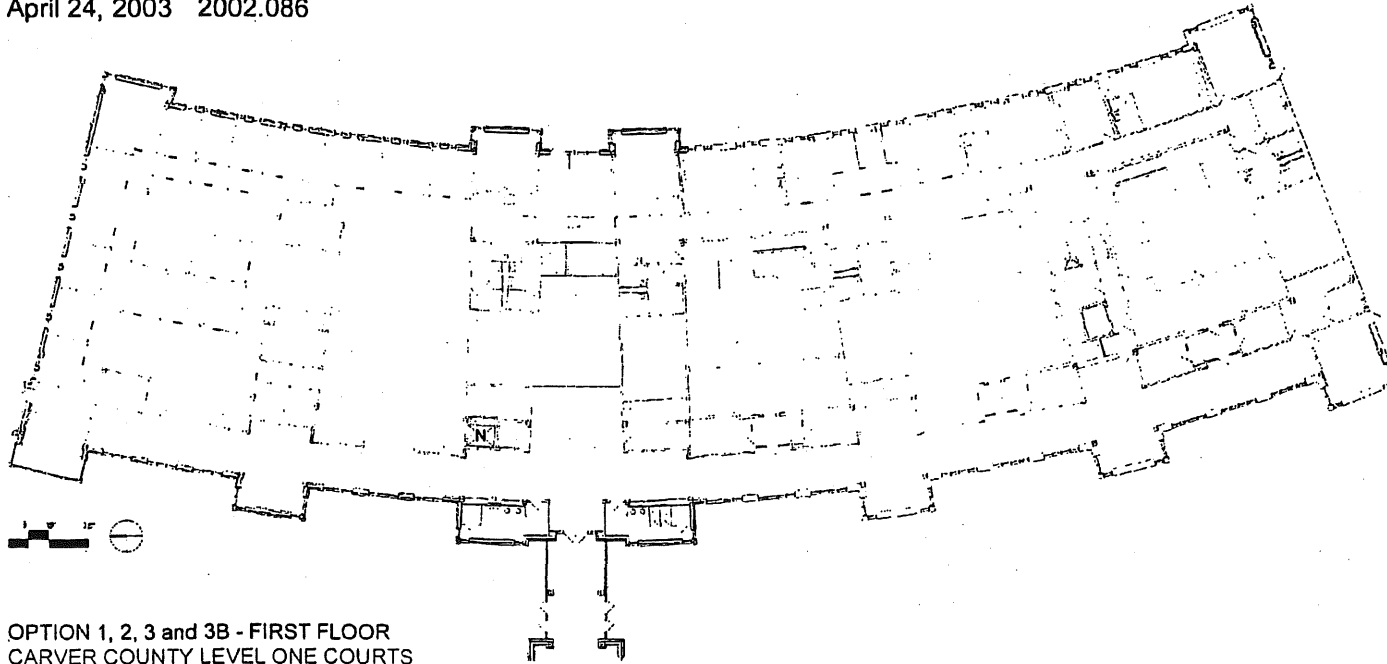 April 24, 2003 2002.086
N
OPTION 1, 2, 3 and 3B - FIRST FLOOR
CARVER COUNTY LEVEL ONE COURTS